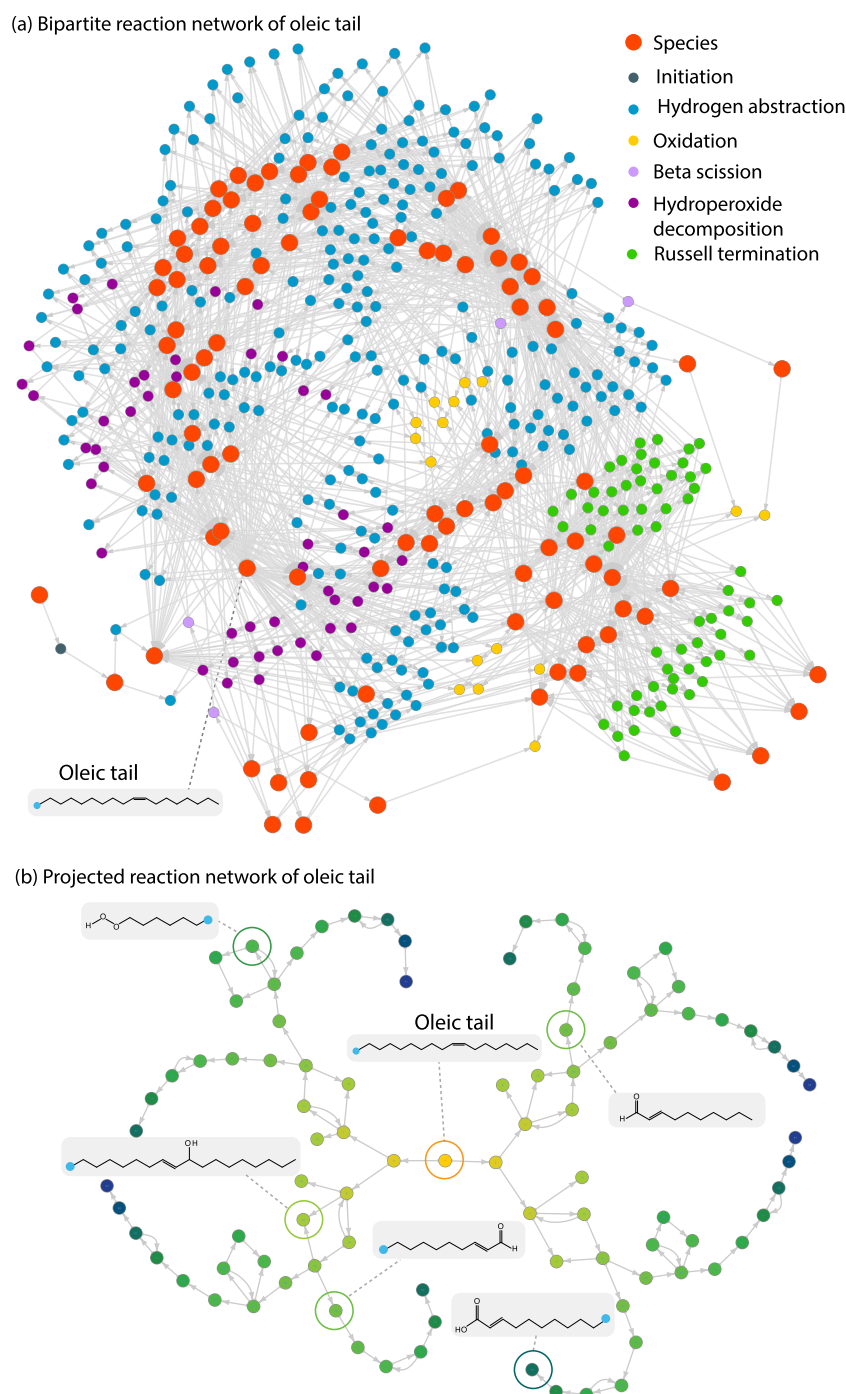 (a) Bipartite reaction network of oleic tail
Species
Initiation
Hydrogen abstraction
Oxidation
Beta scission
Hydroperoxide
decomposition
Russell termination
Oleic tail
(b) Projected reaction network of oleic tail
H
O
O
Oleic tail
O
H
OH
O
H
O
HO